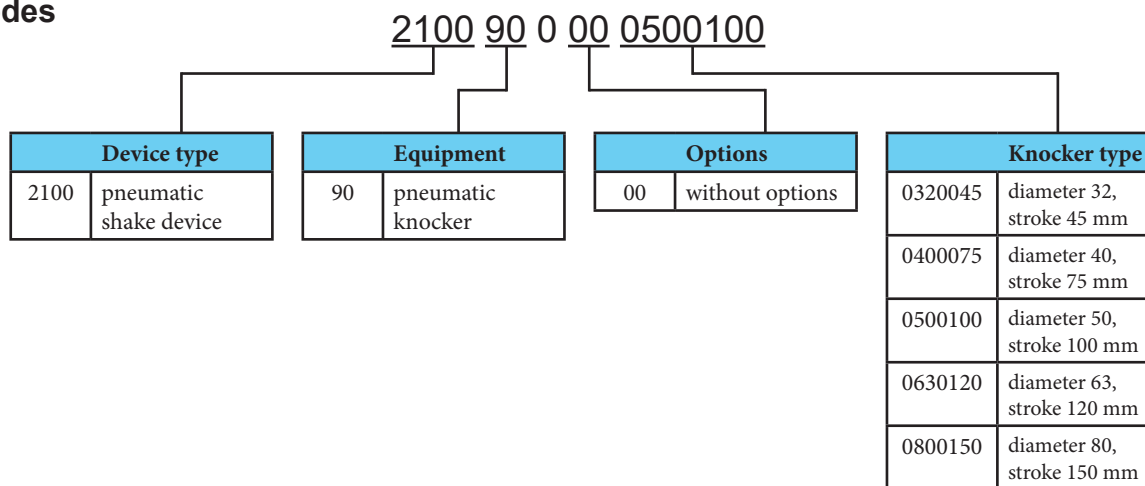 des
2100 90 0 00 0500100
Device type
2100 pneumatic
shake device
Equipment
90 pneumatic
knocker
Options
00 without options
Knocker type
0320045 diameter 32,
stroke 45 mm
0400075 diameter 40,
stroke 75 mm
0500100 diameter 50,
stroke 100 mm
0630120 diameter 63,
stroke 120 mm
0800150 diameter 80,
stroke 150 mm